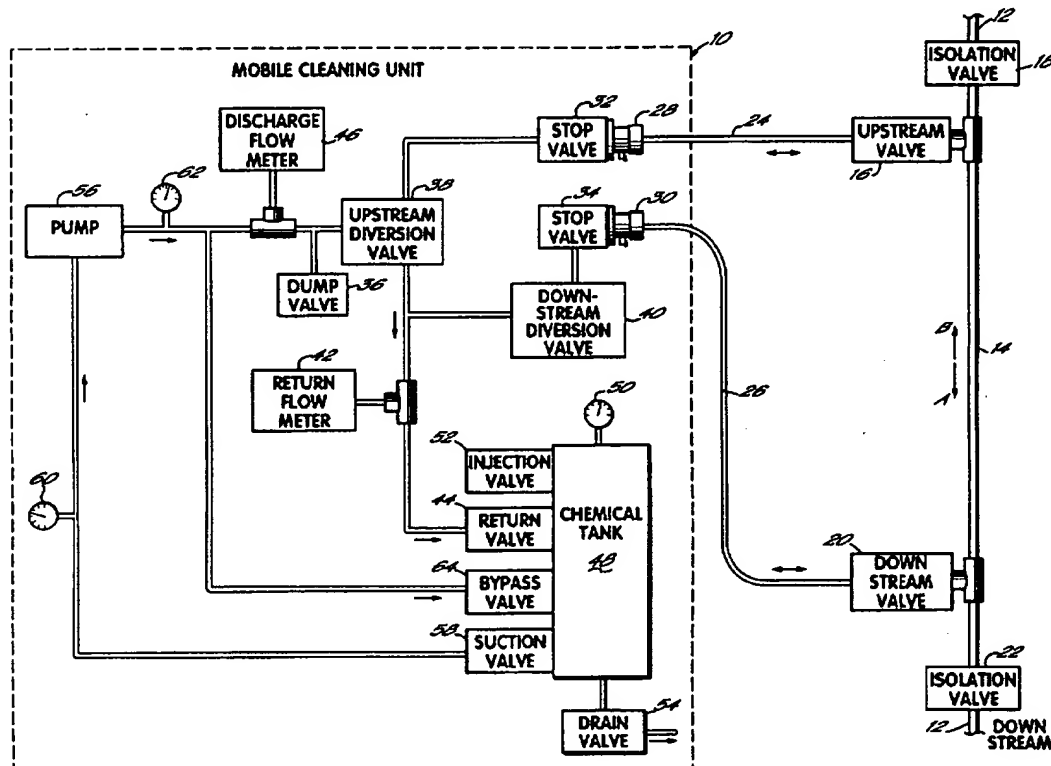 10
12
ISOLATION
VALVE
18
MOBILE CLEANING UNIT
DISCHARGE
FLOW
METER
46
32
STOP
VALVE
28
24
UPSTREAM
VALVE
16
56
PUMP
62
38
UPSTREAM
DIVERSION
VALVE
34
STOP
VALVE
30
DUMP
VALVE
36
DOWN-
STREAM
DIVERSION
VALVE
40
B
14
A
42
RETURN
FLOW
METER
26
50
52
INJECTION
VALVE
60
44
RETURN
VALVE
CHEMICAL
TANK
48
20
DOWN
STREAM
VALVE
64
BYPASS
VALVE
58
SUCTION
VALVE
22
ISOLATION
VALVE
54
DRAIN
VALVE
12
DOWN
STREAM